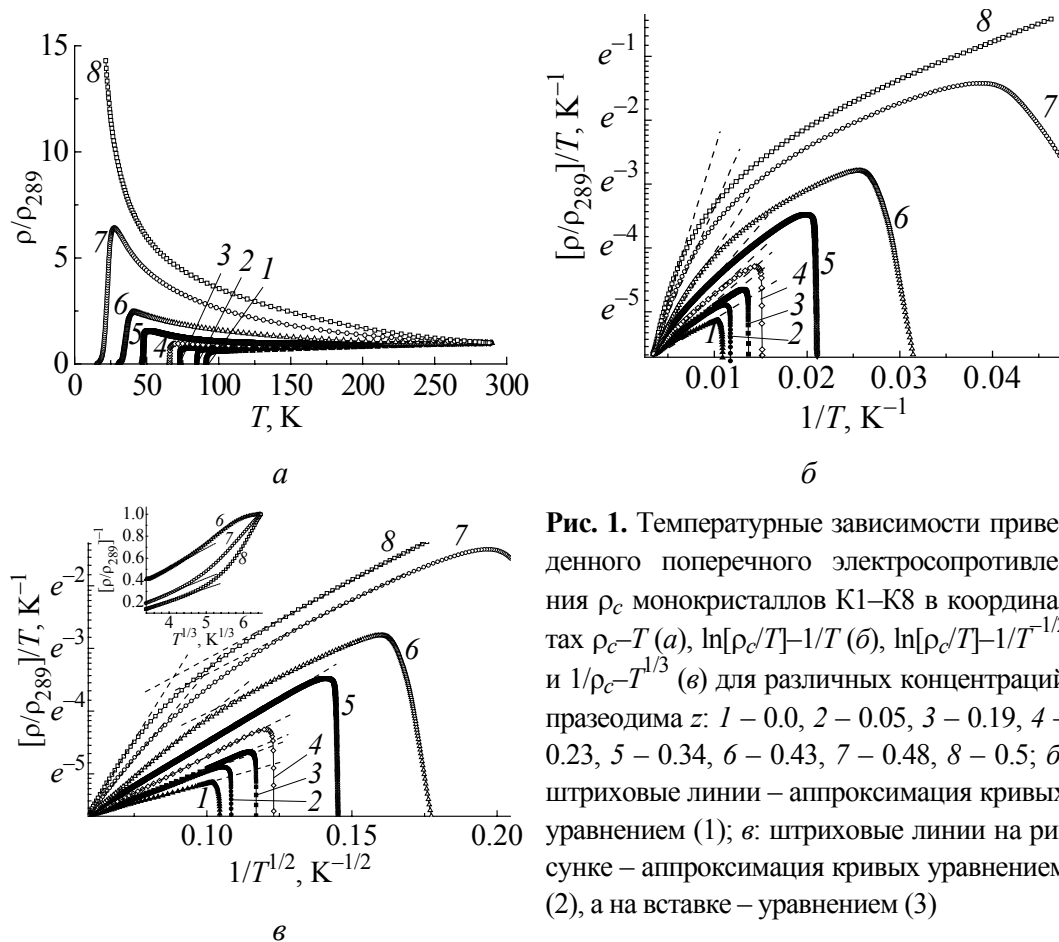 15
10
5
0
ρ/ρ289
8
7
6
5
4
3
2
1
0 50 100 150 200 250 300
T, K
а
e–1
e–2
e–3
e–4
e–5
[ρ/ρ289]/T, K–1
8
7
6
5
4
3
2
1
0.01 0.02 0.03 0.04
1/T, K–1
б
1.0
0.8
0.6
0.4
0.2
[ρ/ρ289]–1
6
7
8
4 5 6
T1/3, K1/3
e–2
e–3
e–4
e–5
[ρ/ρ289]/T, K–1
8
7
6
5
4
3
2
1
0.10 0.15 0.20
1/T1/2, K–1/2
в
Рис. 1. Температурные зависимости приве
денного поперечного электросопротивле
ния ρc монокристаллов К1–К8 в координа
тах ρc–T (а), ln[ρc/T]–1/T (б), ln[ρc/T]–1/T–1/2
и 1/ρc–T1/3 (в) для различных концентраций
празеодима z: 1 – 0.0, 2 – 0.05, 3 – 0.19, 4 –
0.23, 5 – 0.34, 6 – 0.43, 7 – 0.48, 8 – 0.5; б:
штриховые линии – аппроксимация кривых
уравнением (1); в: штриховые линии на ри
сунке – аппроксимация кривых уравнением
(2), а на вставке – уравнением (3)